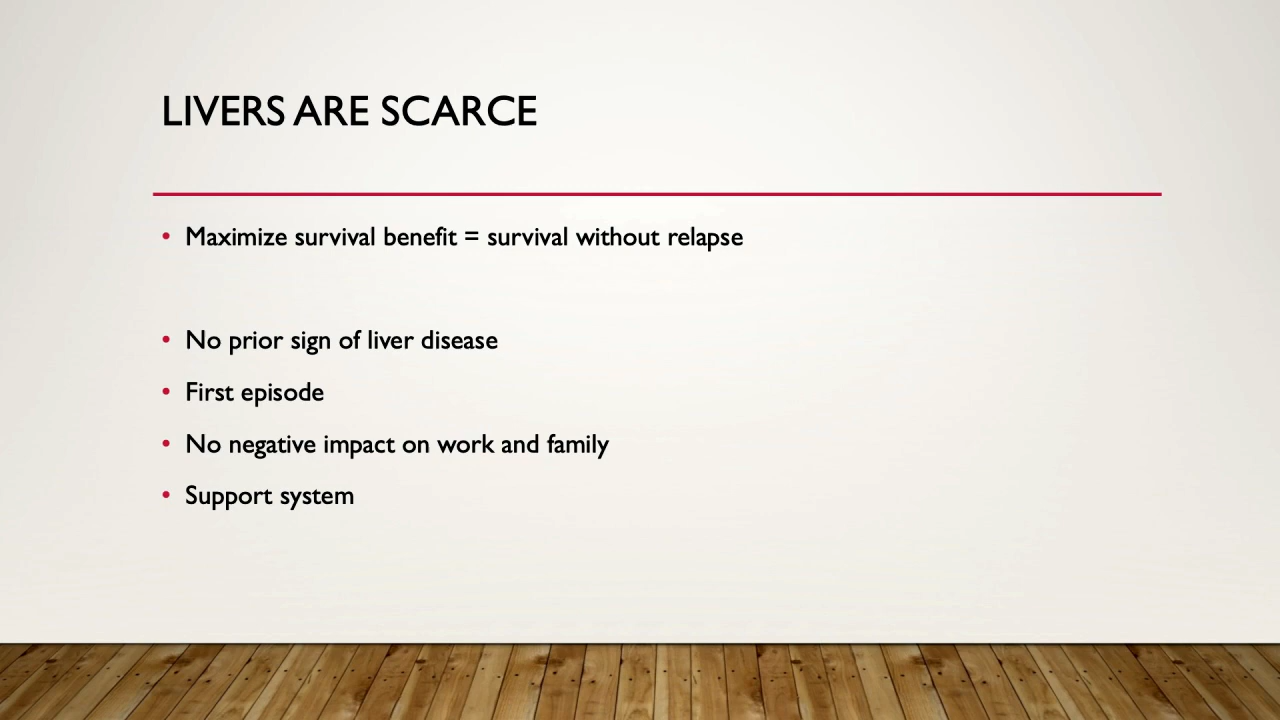 LIVERS ARE SCARCE
• Maximize survival benefit = survival without relapse
• No prior sign of liver disease
• First episode
• No negative impact on work and family
• Support system